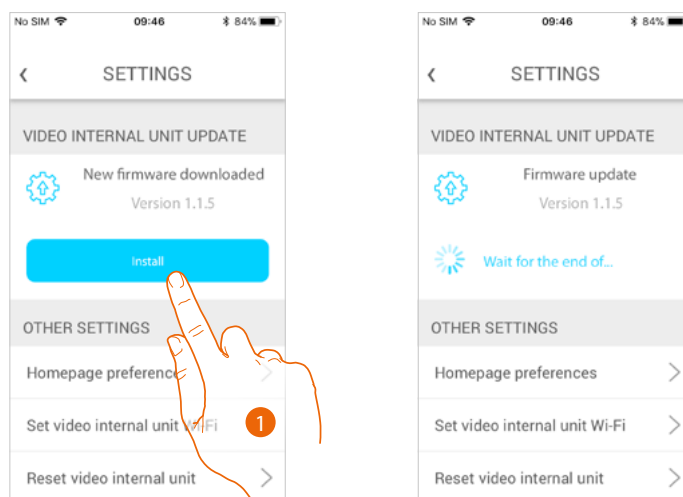 No SIM 09:46 84%
SETTINGS
VIDEO INTERNAL UNIT UPDATE
New firmware downloaded
Version 1.1.5
Install
OTHER SETTINGS
Homepage preference
Set video internal unit Wi-Fi
1
Reset video internal unit
No SIM 09:46 84%
SETTINGS
VIDEO INTERNAL UNIT UPDATE
Firmware update
Version 1.1.5
Wait for the end of...
OTHER SETTINGS
Homepage preferences
Set video internal unit Wi-Fi
Reset video internal unit